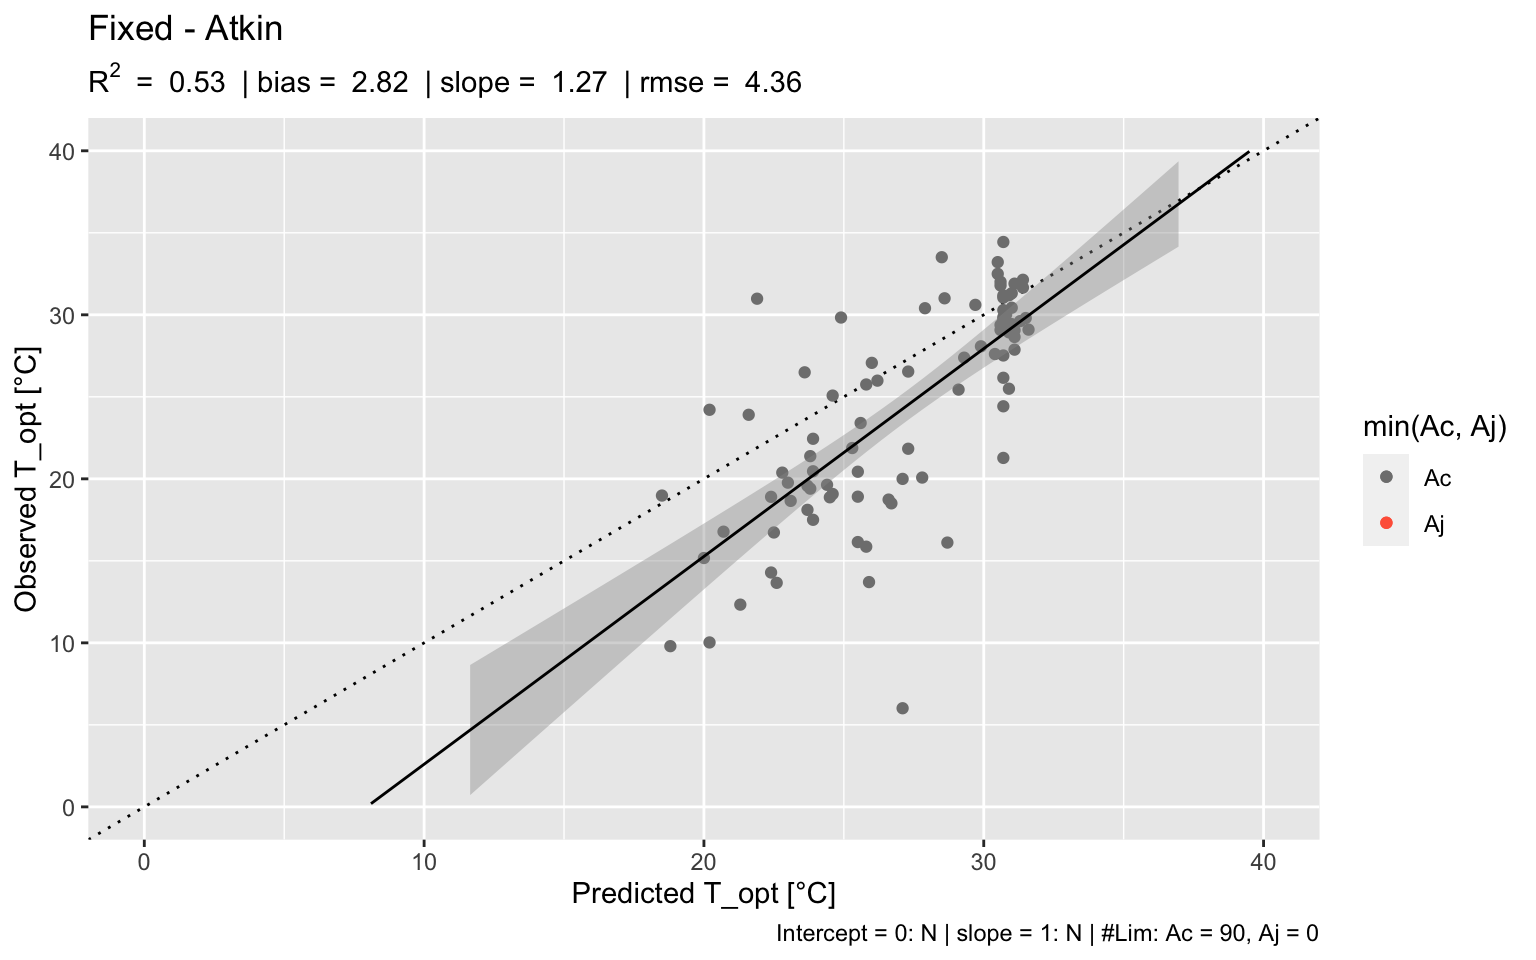 Fixed - Atkin
R² = 0.53 | bias = 2.82 | slope = 1.27 | rmse = 4.36
40
30
20
10
0
Observed T_opt [°C]
0 10 20 30 40
Predicted T_opt [°C]
min(Ac, Aj)
Ac
Aj
Intercept = 0: N | slope = 1: N | #Lim: Ac = 90, Aj = 0